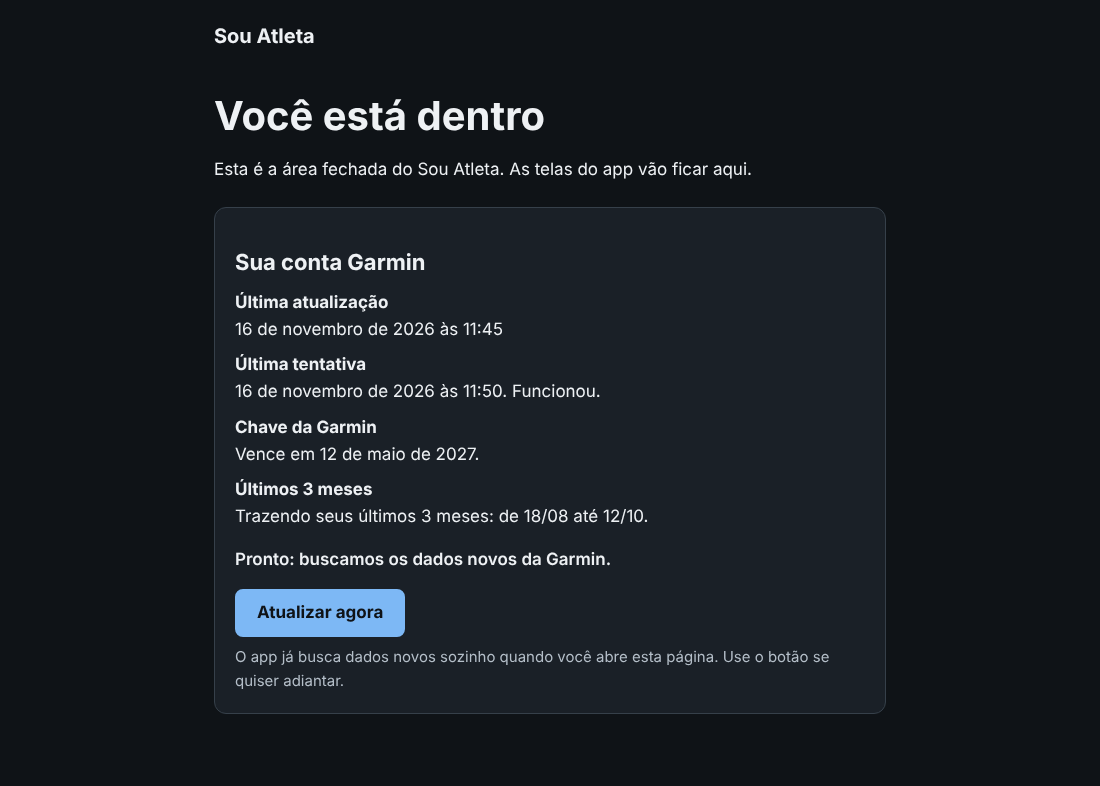 Sou Atleta
Você está dentro
Esta é a área fechada do Sou Atleta. As telas do app vão ficar aqui.
Sua conta Garmin
Última atualização
16 de novembro de 2026 às 11:45
Última tentativa
16 de novembro de 2026 às 11:50. Funcionou.
Chave da Garmin
Vence em 12 de maio de 2027.
Últimos 3 meses
Trazendo seus últimos 3 meses: de 18/08 até 12/10.
Pronto: buscamos os dados novos da Garmin.
Atualizar agora
O app já busca dados novos sozinho quando você abre esta página. Use o botão se
quiser adiantar.